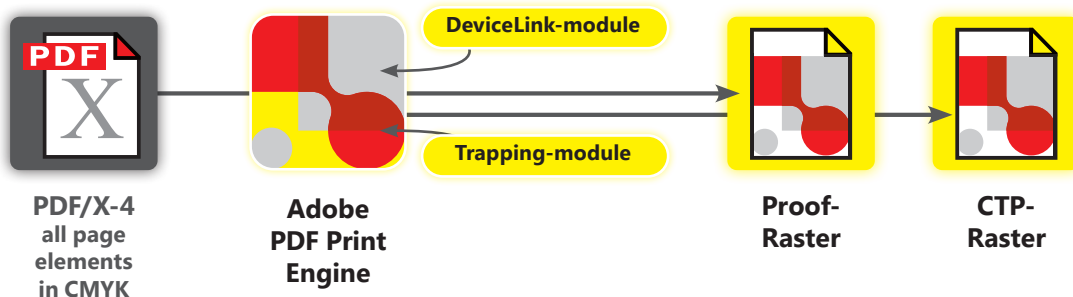 DeviceLink-module
PDF
X
Trapping-module
PDF/X-4
all page
elements
in CMYK
Adobe
PDF Print
Engine
Proof-
Raster
CTP-
Raster